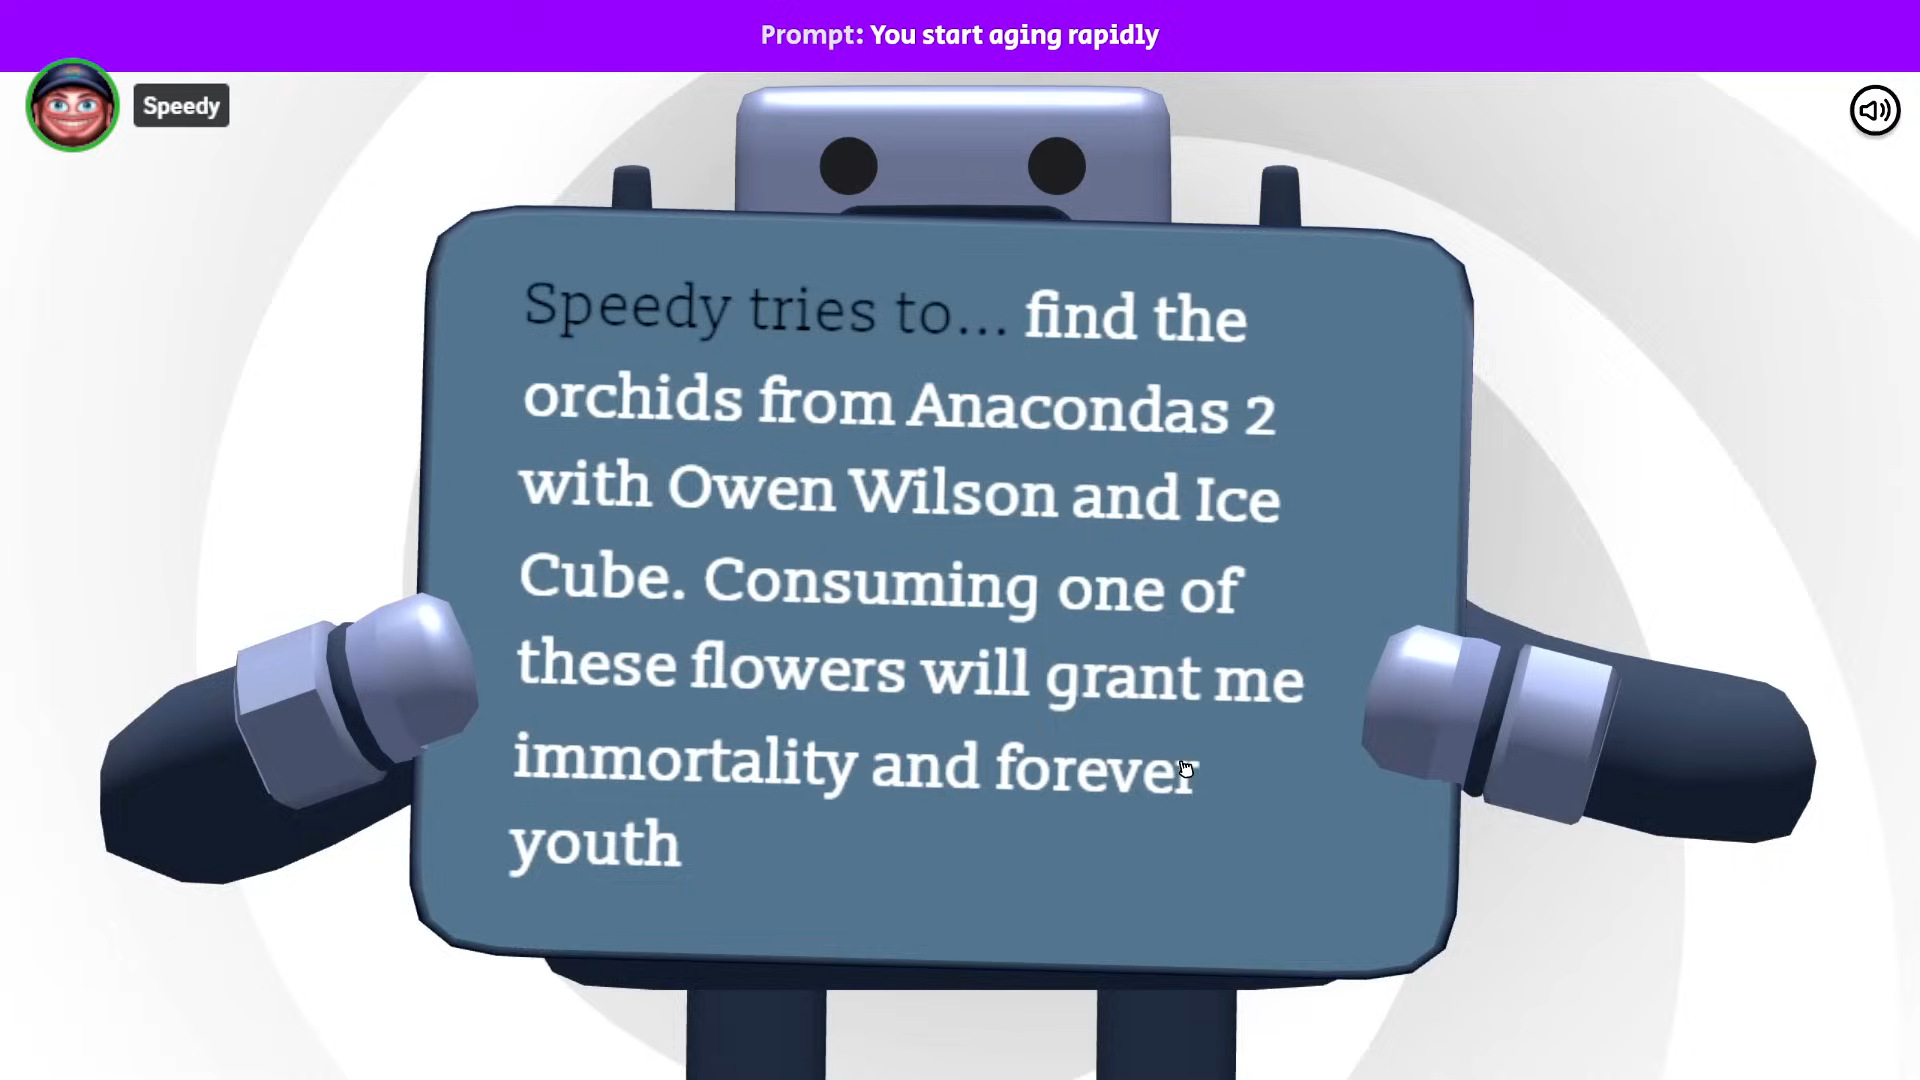 Prompt: You start aging rapidly
Speedy
Speedy tries to... find the
orchids from Anacondas 2
with Owen Wilson and Ice
Cube. Consuming one of
these flowers will grant me
immortality and forever
youth